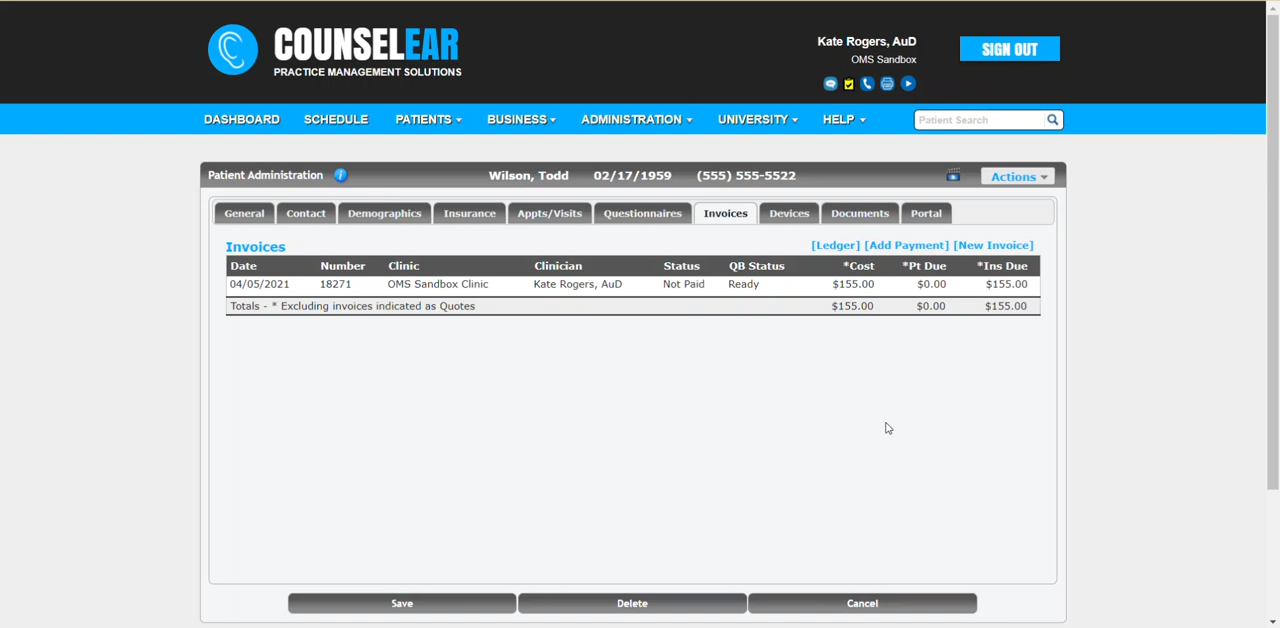 COUNSELEAR
PRACTICE MANAGEMENT SOLUTIONS
Kate Rogers, AuD
OMS Sandbox
SIGN OUT
DASHBOARD SCHEDULE PATIENTS BUSINESS ADMINISTRATION UNIVERSITY HELP Patient Search
Patient Administration i Wilson, Todd 02/17/1959 (555) 555-5522 Actions
General Contact Demographics Insurance Appts/Visits Questionnaires Invoices Devices Documents Portal
Invoices [Ledger] [Add Payment] [New Invoice]
Date Number Clinic Clinician Status QB Status *Cost *Pt Due *Ins Due
04/05/2021 18271 OMS Sandbox Clinic Kate Rogers, AuD Not Paid Ready $155.00 $0.00 $155.00
Totals - * Excluding invoices indicated as Quotes $155.00 $0.00 $155.00
Save Delete Cancel